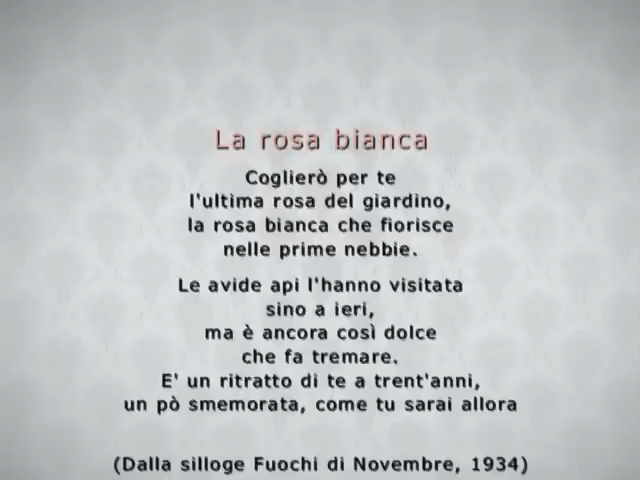 La rosa bianca
Coglierò per te
l'ultima rosa del giardino,
la rosa bianca che fiorisce
nelle prime nebbie.
Le avide api l'hanno visitata
sino a ieri,
ma è ancora così dolce
che fa tremare.
E' un ritratto di te a trent'anni,
un pò smemorata, come tu sarai allora
(Dalla silloge Fuochi di Novembre, 1934)